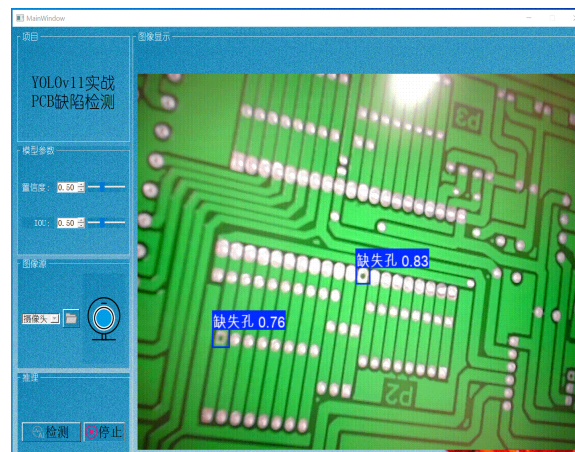 MainWindow
项目
YOLOv11实战
PCB缺陷检测
模型参数
置信度: 0.50
IOU: 0.50
图像源
摄像头
推理
检测
停止
图像显示
p3
缺失孔 0.83
缺失孔 0.76
p2